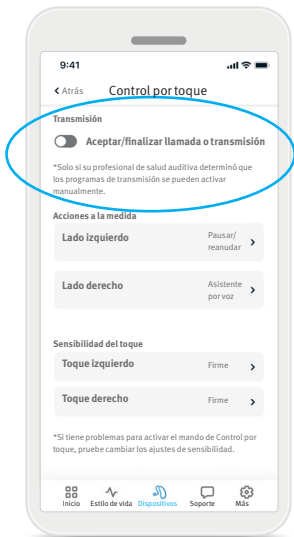 9:41
Atrás Control por toque
Transmisión
Aceptar/finalizar llamada o transmisión
*Solo si su profesional de salud auditiva determinó que
los programas de transmisión se pueden activar
manualmente.
Acciones a la medida
Lado izquierdo Pausar/
reanudar
Lado derecho Asistente
por voz
Sensibilidad del toque
Toque izquierdo Firme
Toque derecho Firme
*Si tiene problemas para activar el mando de Control por
toque, pruebe cambiar los ajustes de sensibilidad.
Inicio Estilo de vida Dispositivos Soporte Más